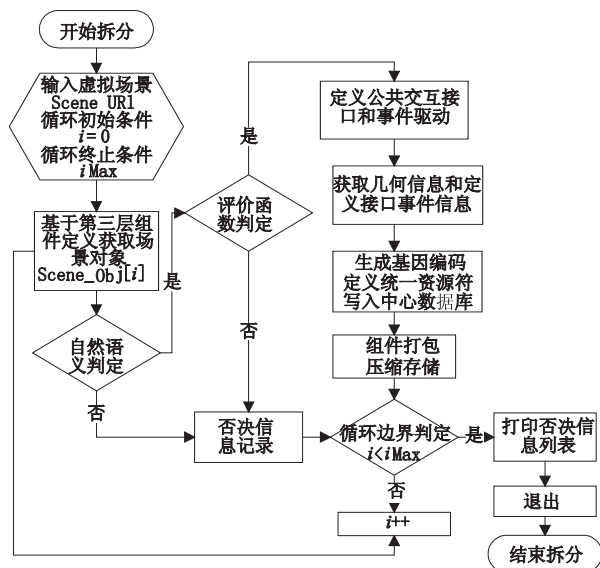 开始拆分
输入虚拟场景
Scene URl
循环初始条件
i=0
循环终止条件
iMax
基于第三层组
件定义获取场
景对象
Scene_Obj[i]
是
自然语
义判定
否
评价函
数判定
是
否
否决信
息记录
定义公共交互接
口和事件驱动
获取几何信息和定
义接口事件信息
生成基因编码
定义统一资源符
写入中心数据库
组件打包
压缩存储
循环边界判定
i<iMax
是
否
i++
打印否决信
息列表
退出
结束拆分